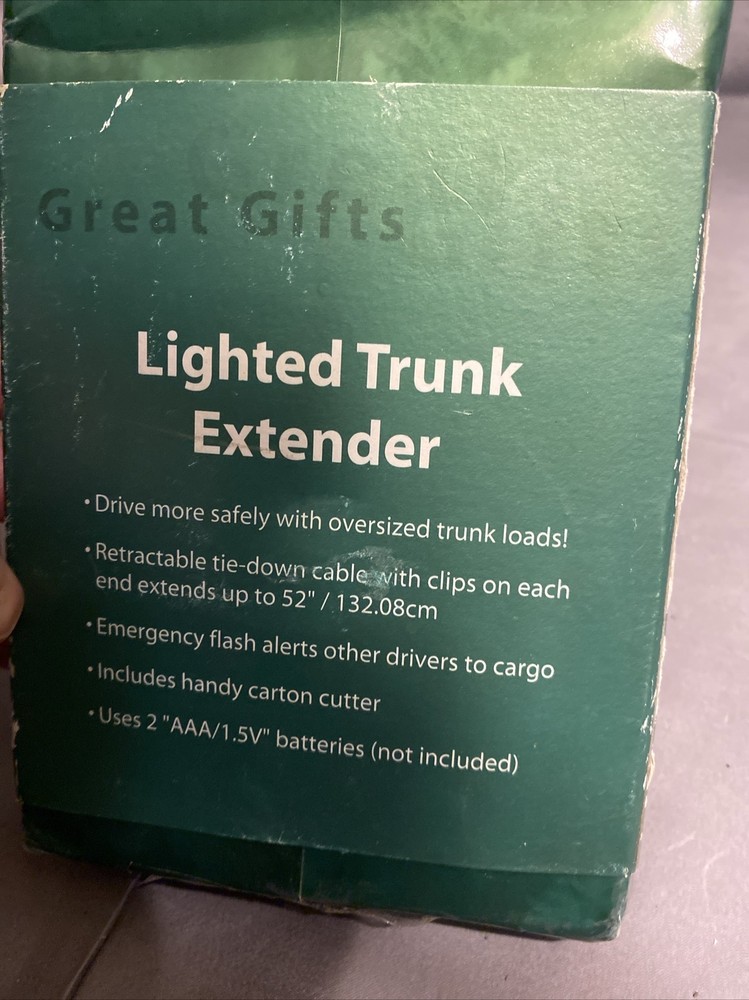 Great Gifts
Lighted Trunk
Extender
• Drive more safely with oversized trunk loads!
• Retractable tie-down cable with clips on each
end extends up to 52" / 132.08cm
• Emergency flash alerts other drivers to cargo
• Includes handy carton cutter
• Uses 2 "AAA/1.5V" batteries (not included)